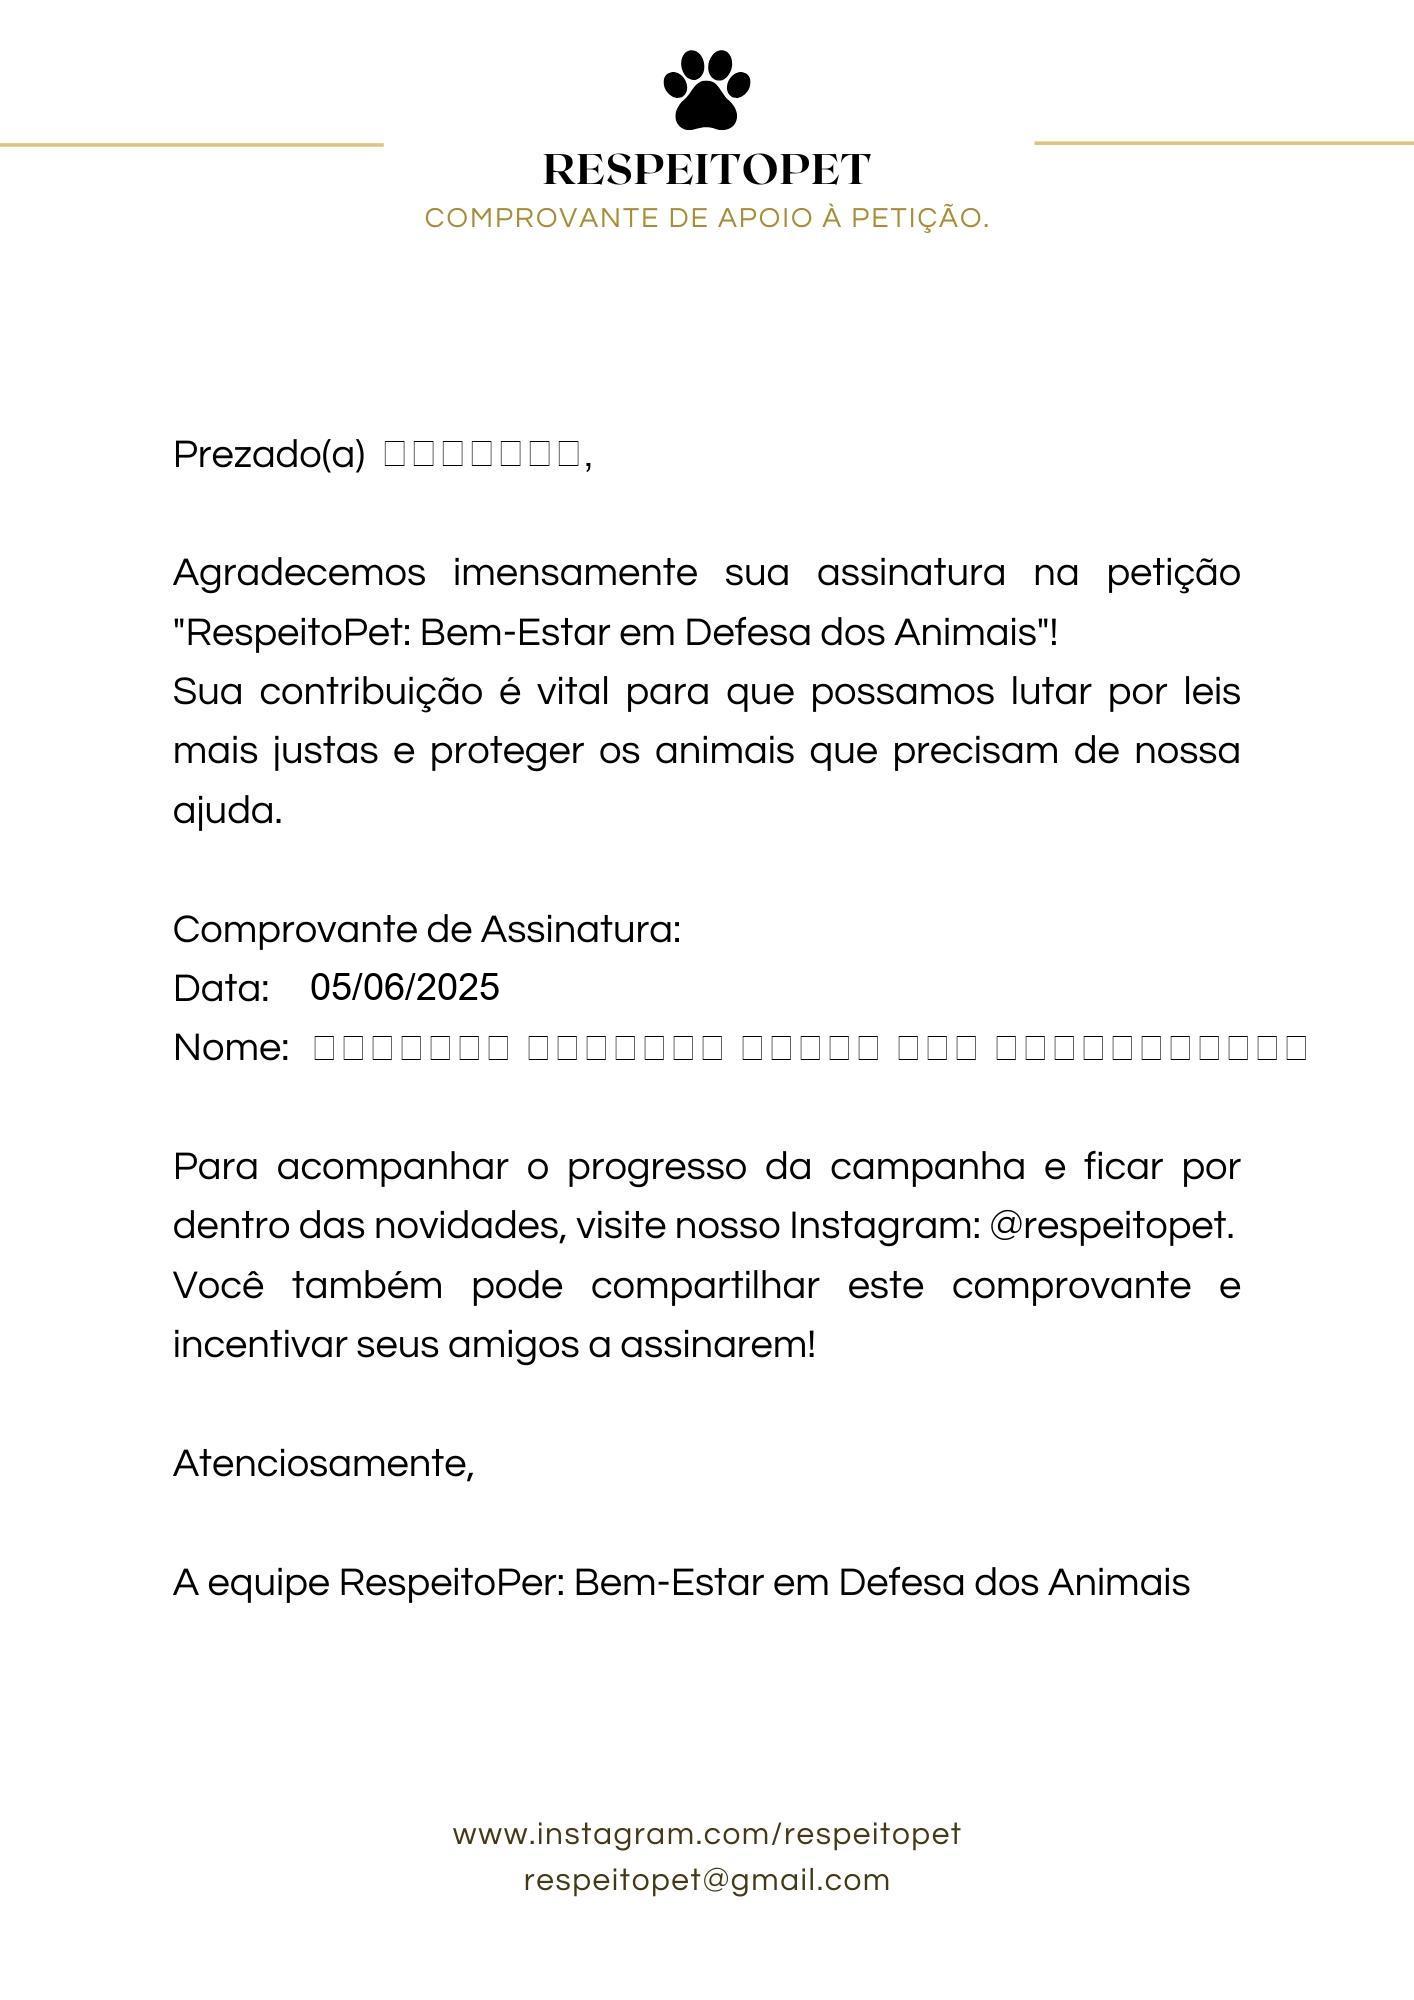 RESPEITOPET
COMPROVANTE DE APOIO À PETIÇÃO.
Prezado(a) ,
Agradecemos imensamente sua assinatura na petição
"RespeitoPet: Bem-Estar em Defesa dos Animais"!
Sua contribuição é vital para que possamos lutar por leis
mais justas e proteger os animais que precisam de nossa
ajuda.
Comprovante de Assinatura:
Data: 05/06/2025
Nome:
Para acompanhar o progresso da campanha e ficar por
dentro das novidades, visite nosso Instagram: @respeitopet.
Você também pode compartilhar este comprovante e
incentivar seus amigos a assinarem!
Atenciosamente,
A equipe RespeitoPer: Bem-Estar em Defesa dos Animais
www.instagram.com/respeitopet
respeitopet@gmail.com